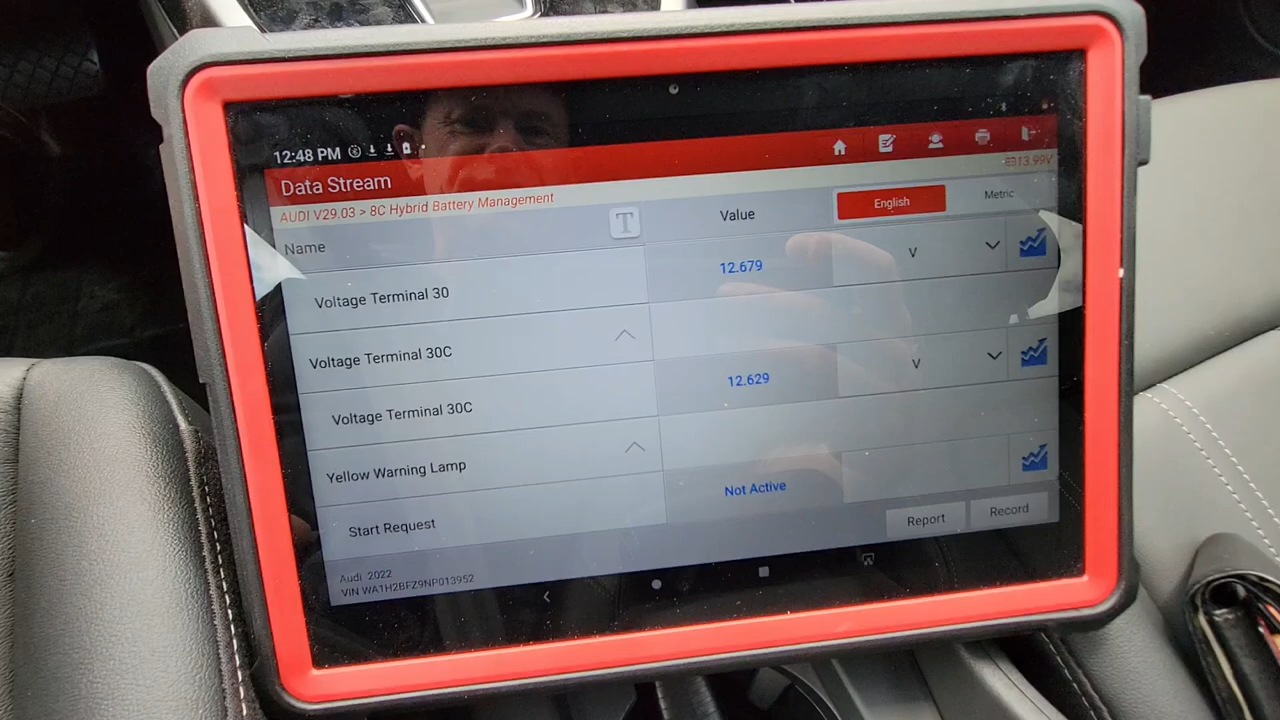 12:48 PM
Data Stream
13.99V
AUDI V29.03 > 8C Hybrid Battery Management
Name T Value English Metric
Voltage Terminal 30 12.679 V
Voltage Terminal 30C
Voltage Terminal 30C 12.629 V
Yellow Warning Lamp
Start Request Not Active
Report Record
Audi 2022
VIN WA1H2BFZ9NP013952